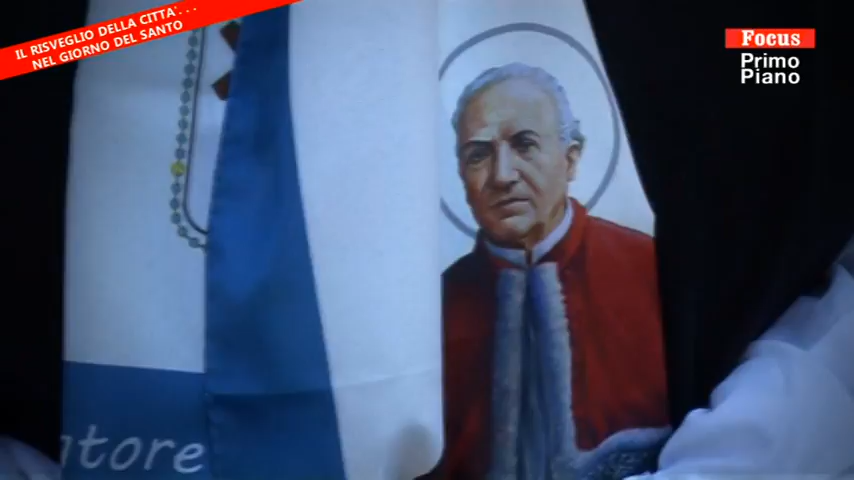 IL RISVEGLIO DELLA CITTA'...
NEL GIORNO DEL SANTO
Focus
Primo
Piano
atore